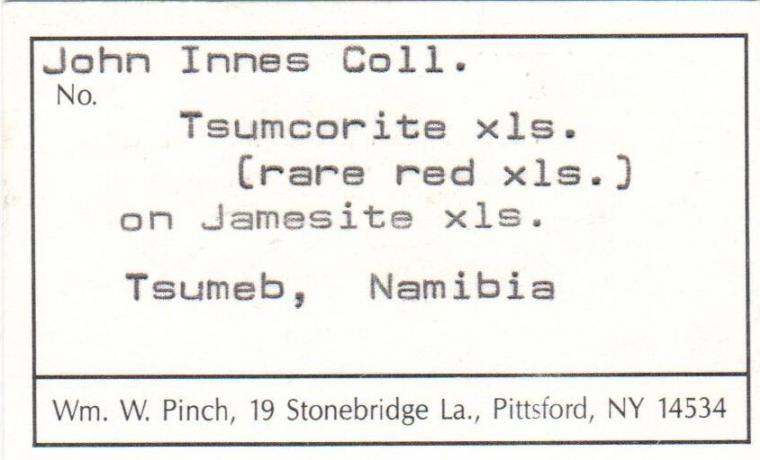 John Innes Coll.
No.
Tsumcorite xls.
(rare red xls.)
on Jamesite xls.
Tsumeb, Namibia
Wm. W. Pinch, 19 Stonebridge La., Pittsford, NY 14534